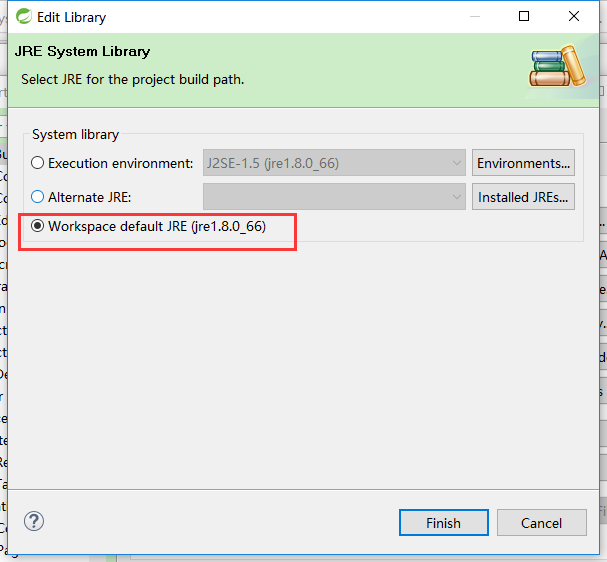 Edit Library
JRE System Library
Select JRE for the project build path.
System library
Execution environment: J2SE-1.5 (jre1.8.0_66) Environments...
Alternate JRE: Installed JREs...
Workspace default JRE (jre1.8.0_66)
? Finish Cancel